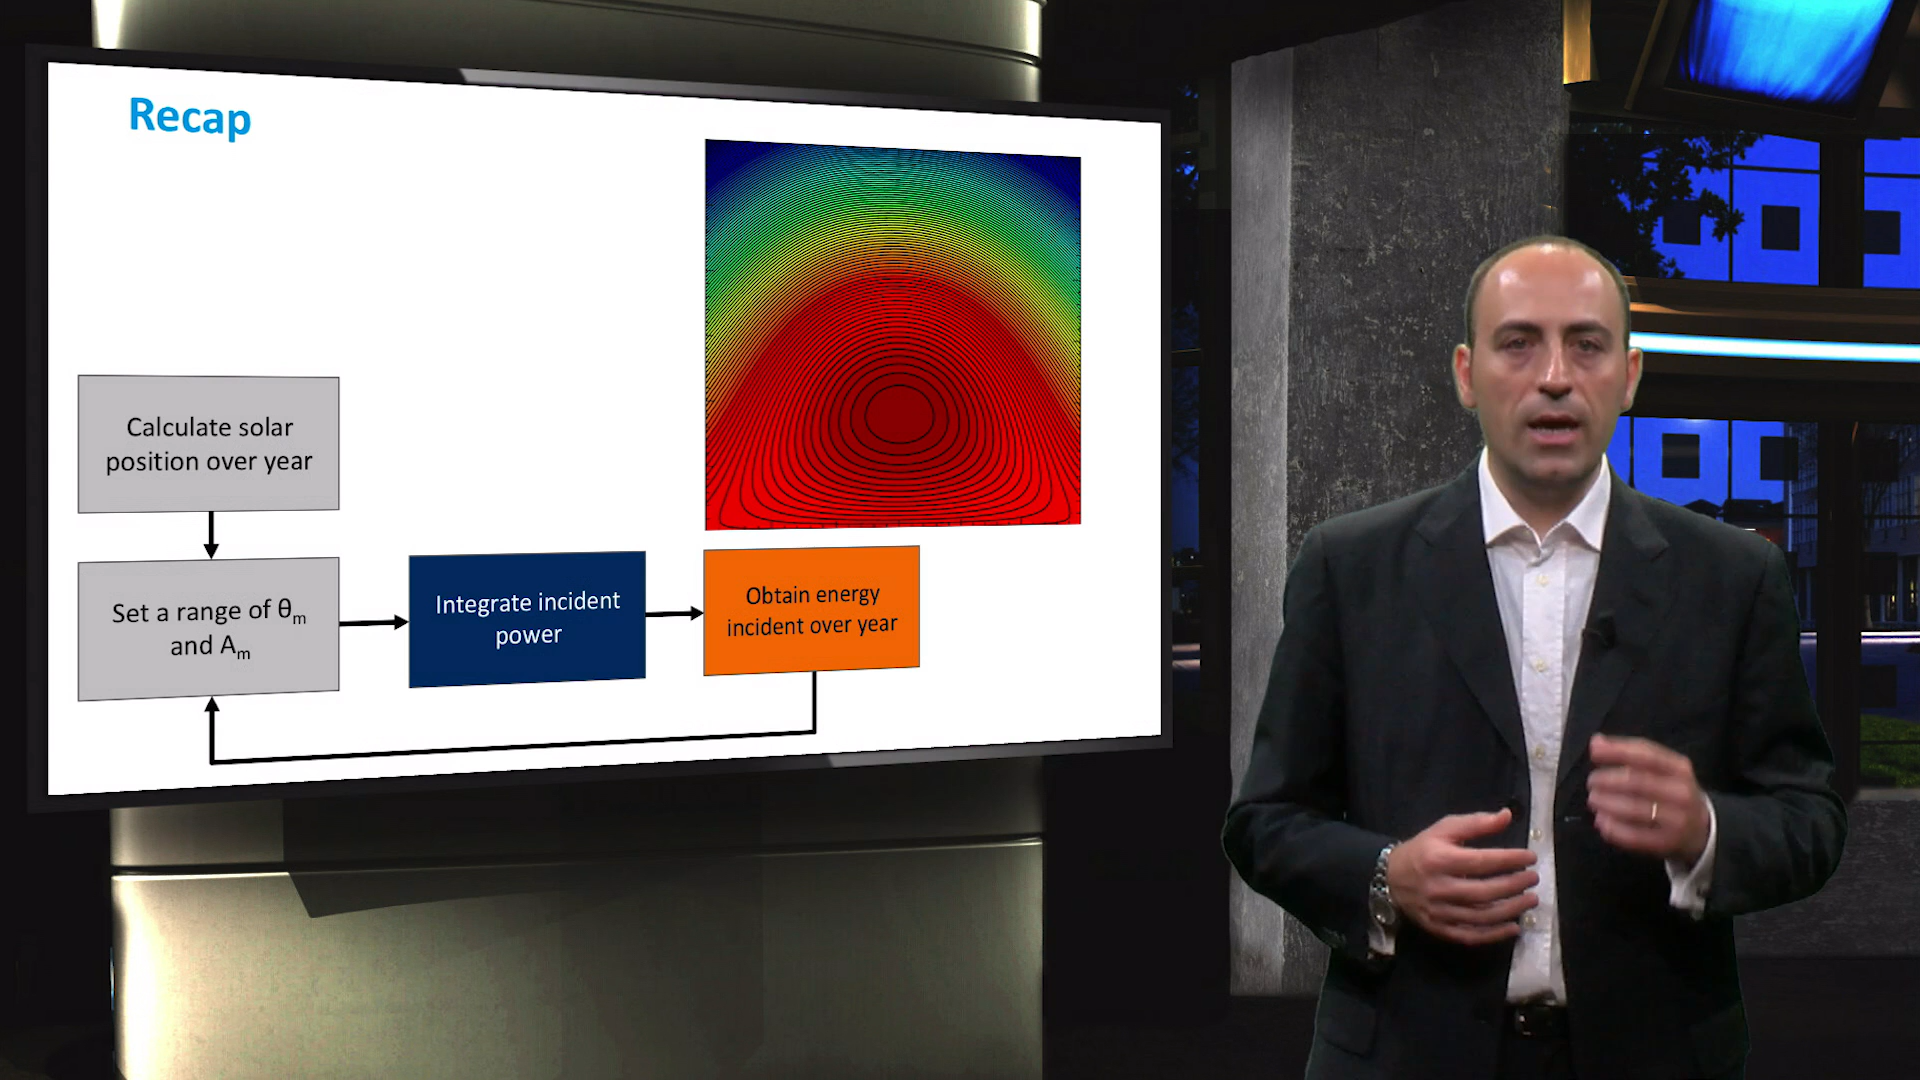 Recap
Calculate solar
position over year
Set a range of θm
and Am
Integrate incident
power
Obtain energy
incident over year